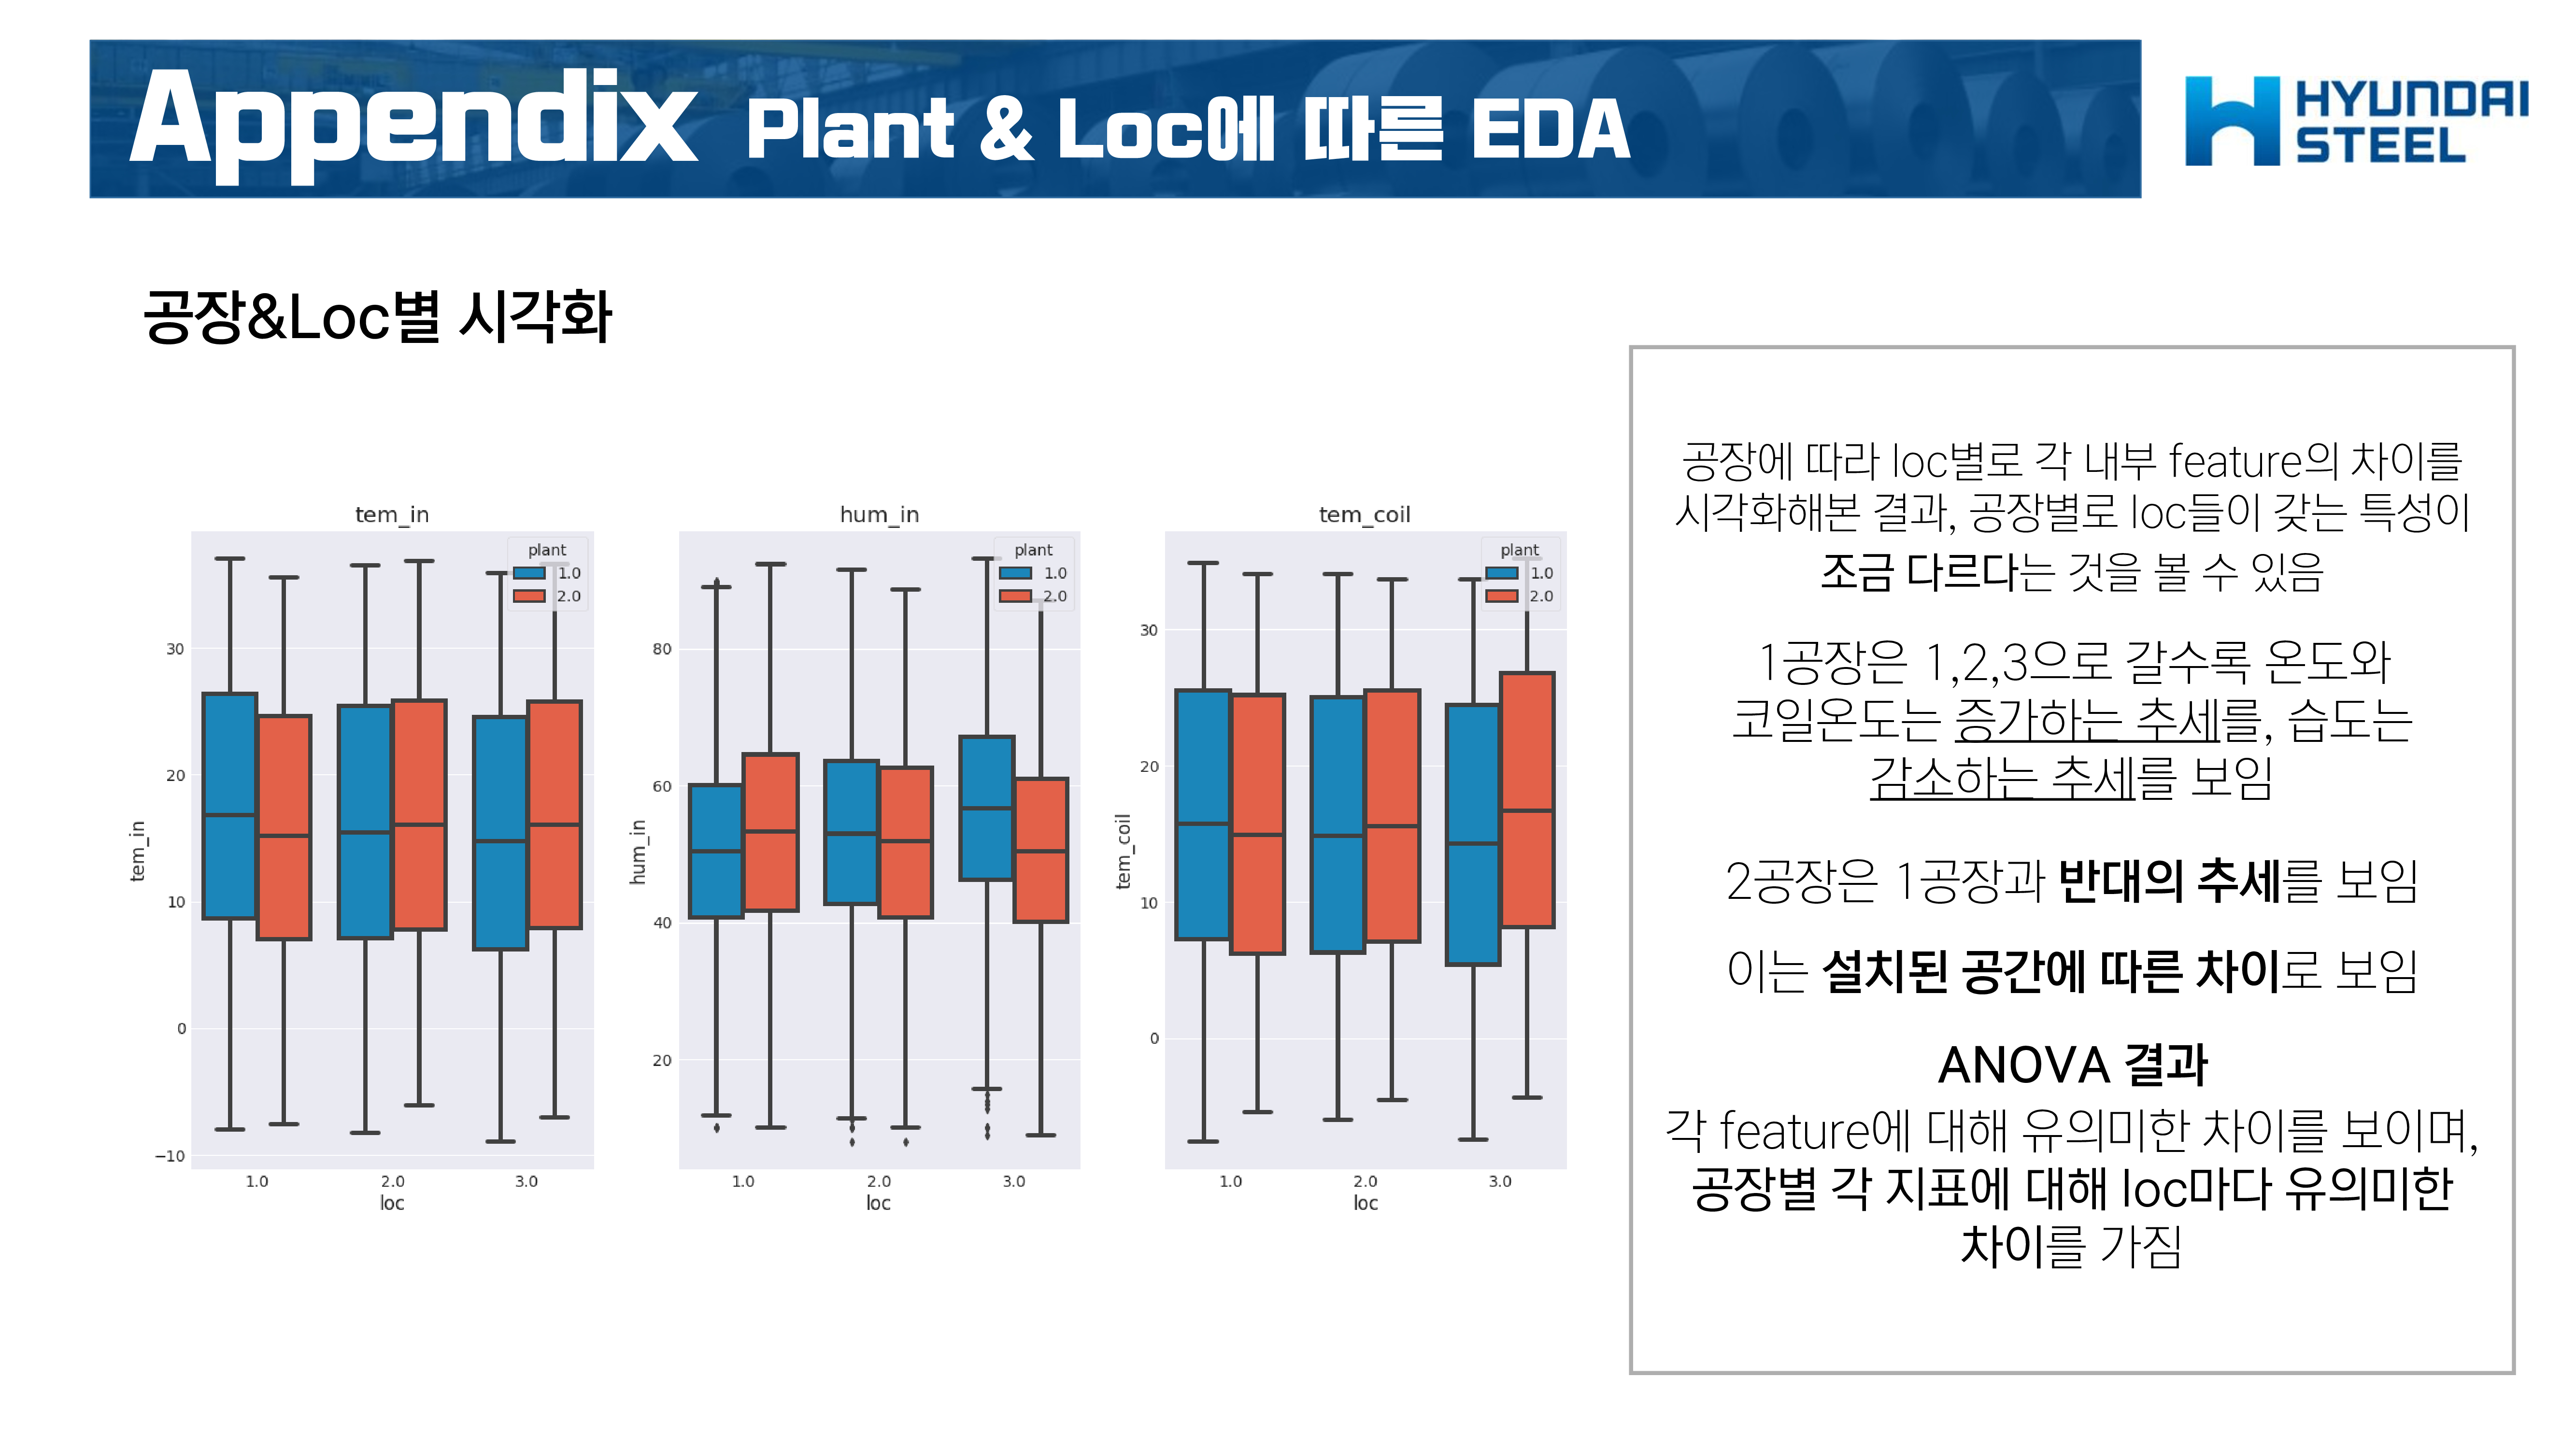 Appendix Plant & Loc에 따른 EDA
HYUNDAI
STEEL
공장&Loc별 시각화
tem_in
plant
1.0
2.0
30
20
10
0
−10
tem_in
1.0 2.0 3.0
loc
hum_in
plant
1.0
2.0
80
60
40
20
hum_in
1.0 2.0 3.0
loc
tem_coil
plant
1.0
2.0
30
20
10
0
tem_coil
1.0 2.0 3.0
loc
공장에 따라 loc별로 각 내부 feature의 차이를
시각화해본 결과, 공장별로 loc들이 갖는 특성이
조금 다르다는 것을 볼 수 있음
1공장은 1,2,3으로 갈수록 온도와
코일온도는 증가하는 추세를, 습도는
감소하는 추세를 보임
2공장은 1공장과 반대의 추세를 보임
이는 설치된 공간에 따른 차이로 보임
ANOVA 결과
각 feature에 대해 유의미한 차이를 보이며,
공장별 각 지표에 대해 loc마다 유의미한
차이를 가짐